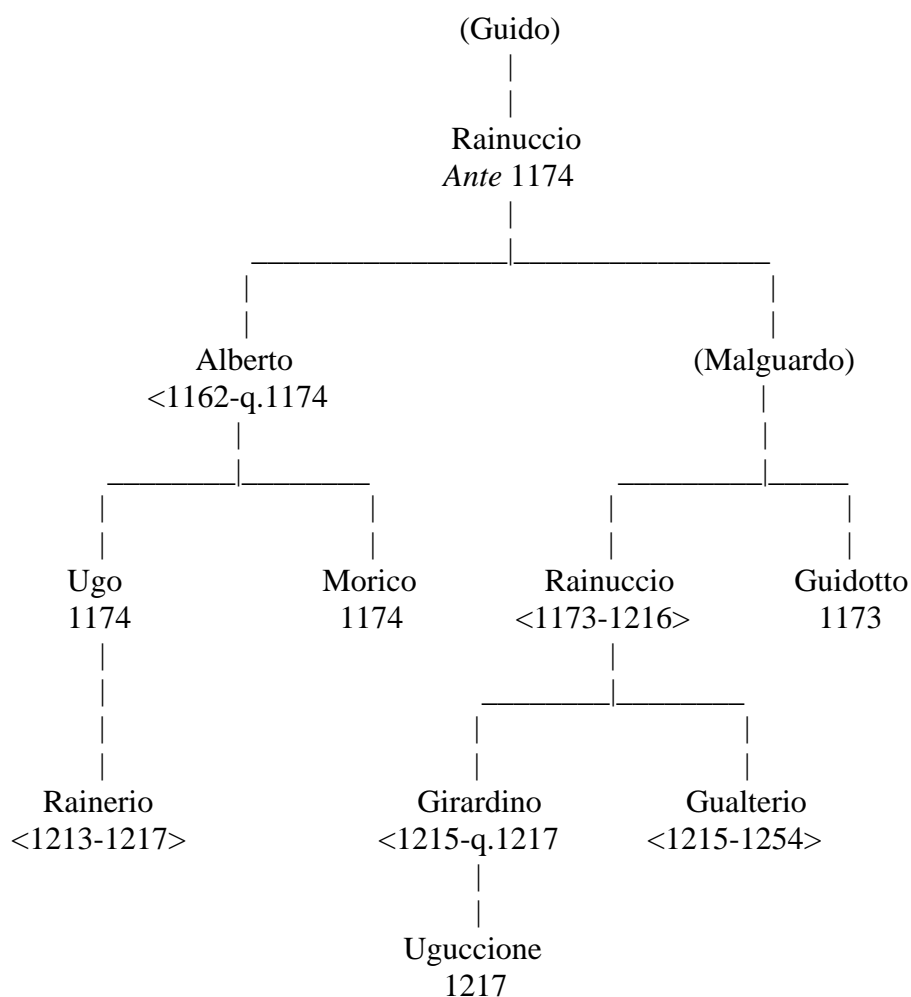 (Guido)
Rainuccio
Ante 1174
Alberto (Malguardo)
<1162-q.1174
Ugo Morico Rainuccio Guidotto
1174 1174 <1173-1216> 1173
Rainerio Girardino Gualterio
<1213-1217> <1215-q.1217 <1215-1254>
Uguccione
1217